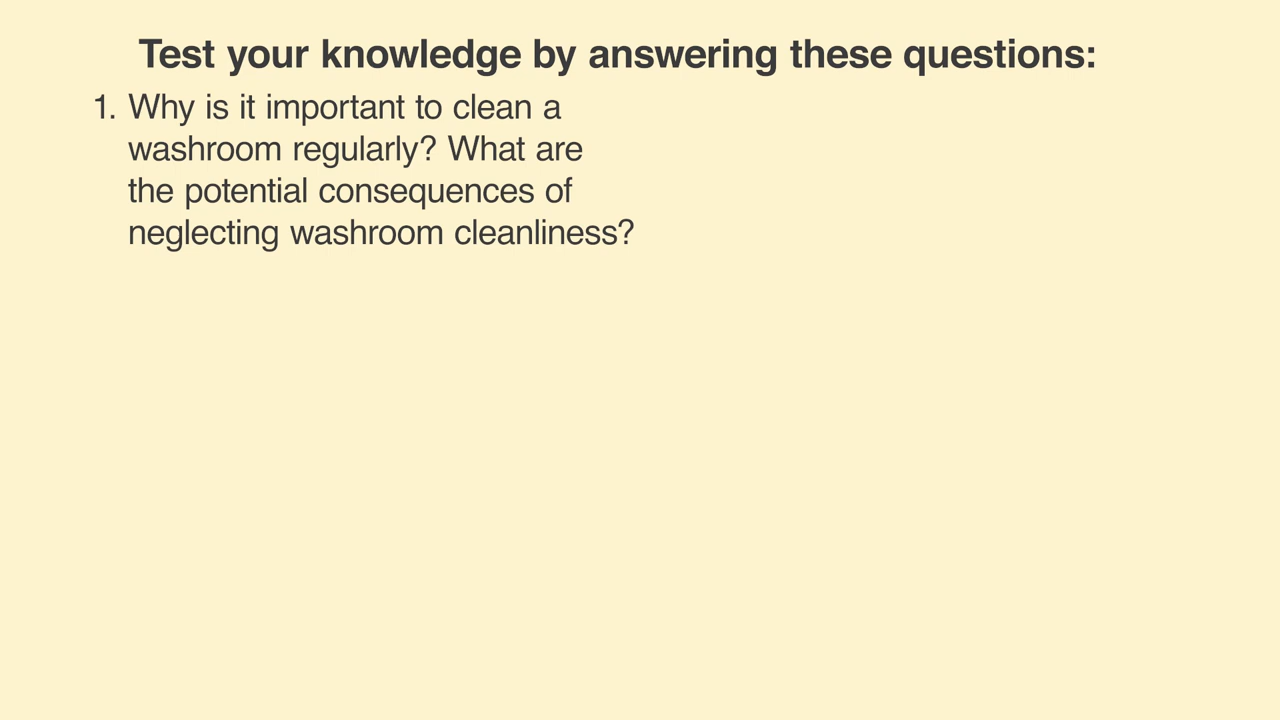 Test your knowledge by answering these questions:
1. Why is it important to clean a
washroom regularly? What are
the potential consequences of
neglecting washroom cleanliness?